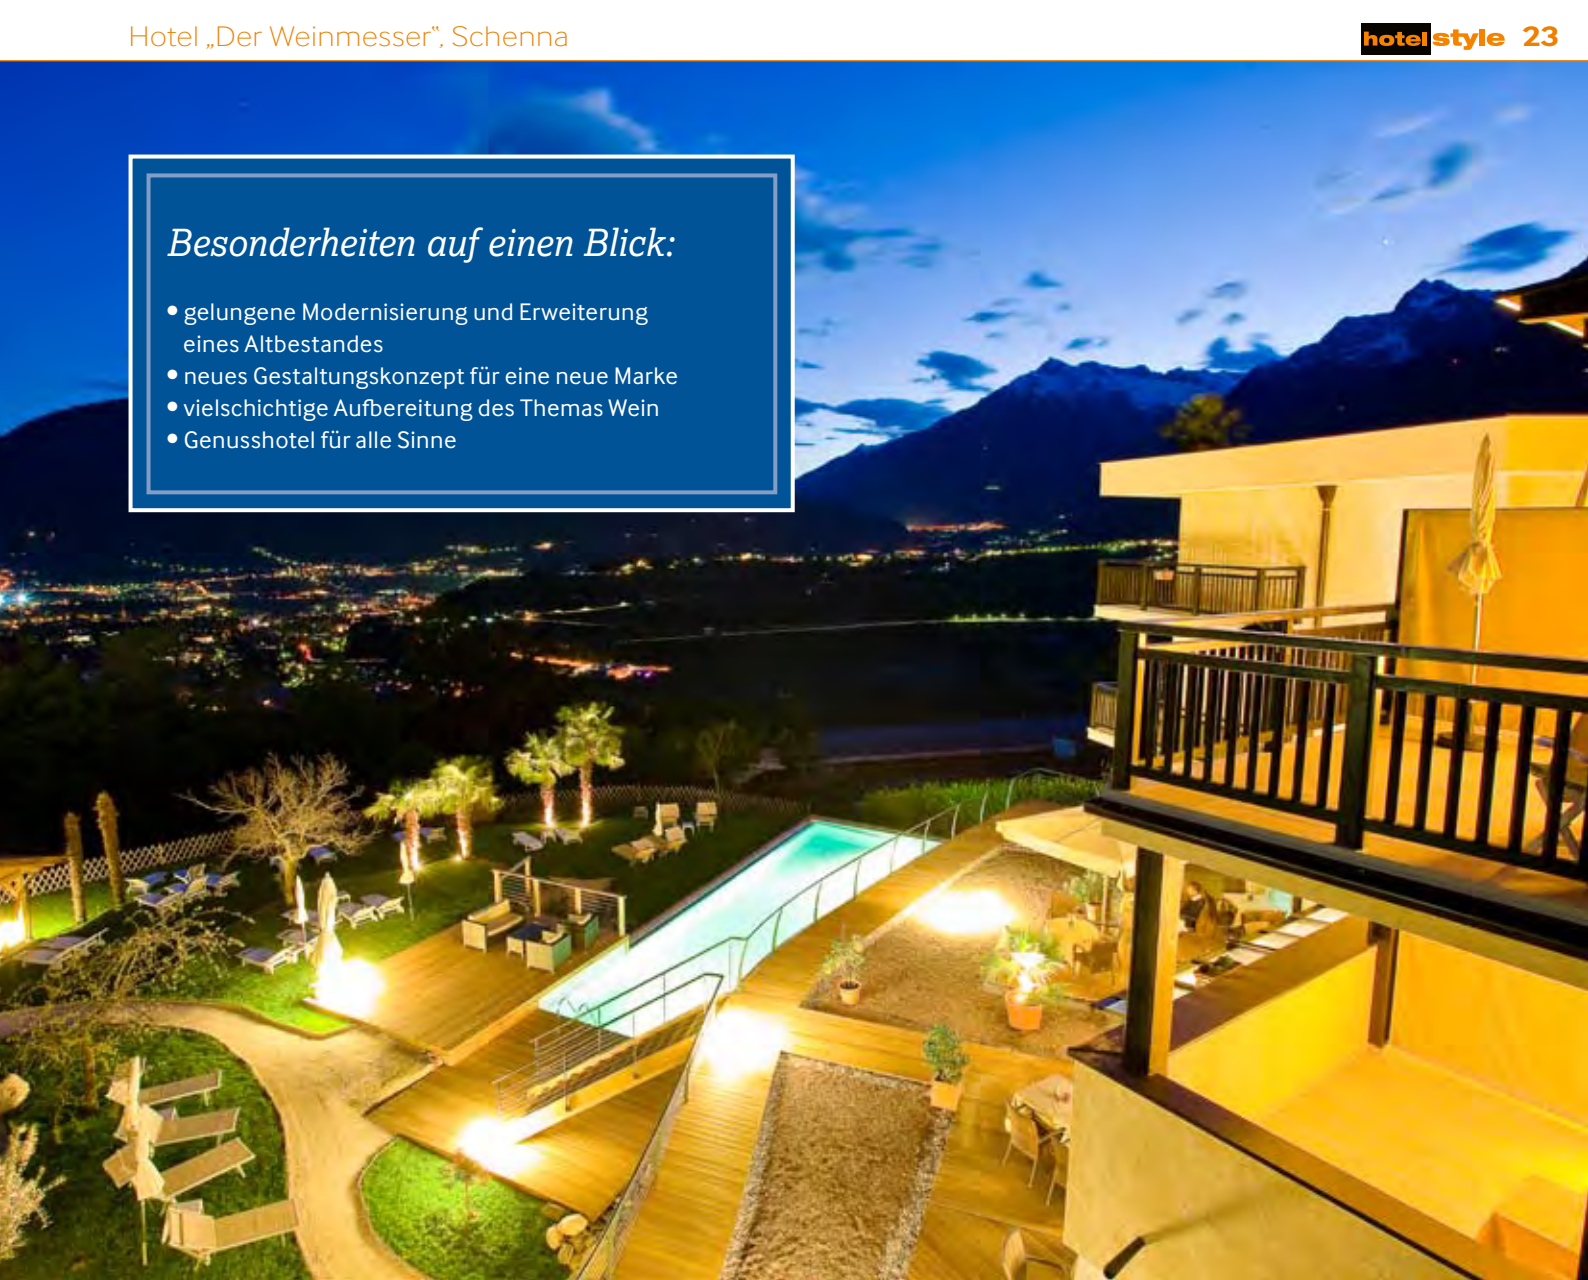 Hotel „Der Weinmesser“, Schenna
hotelstyle 23
Besonderheiten auf einen Blick:
• gelungene Modernisierung und Erweiterung
eines Altbestandes
• neues Gestaltungskonzept für eine neue Marke
• vielschichtige Aufbereitung des Themas Wein
• Genusshotel für alle Sinne